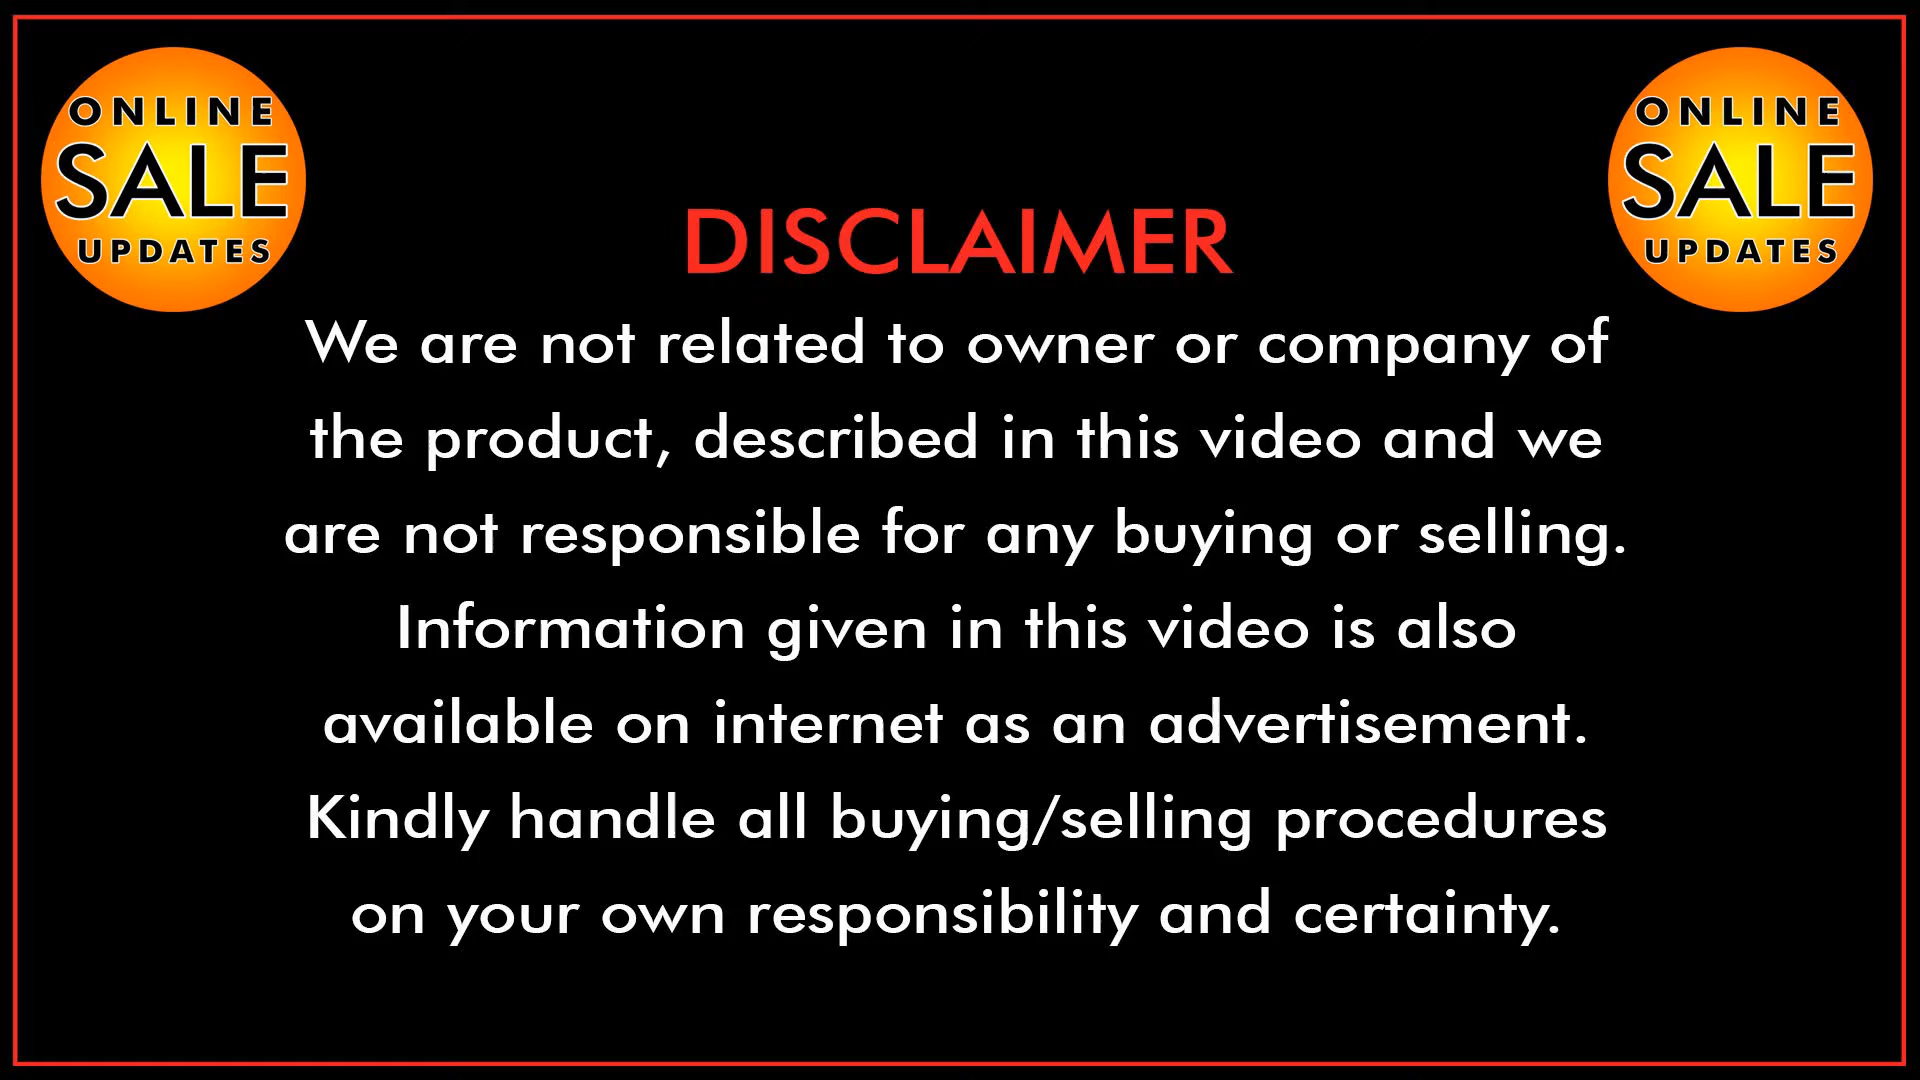 ONLINE
SALE
UPDATES
ONLINE
SALE
UPDATES
DISCLAIMER
We are not related to owner or company of
the product, described in this video and we
are not responsible for any buying or selling.
Information given in this video is also
available on internet as an advertisement.
Kindly handle all buying/selling procedures
on your own responsibility and certainty.